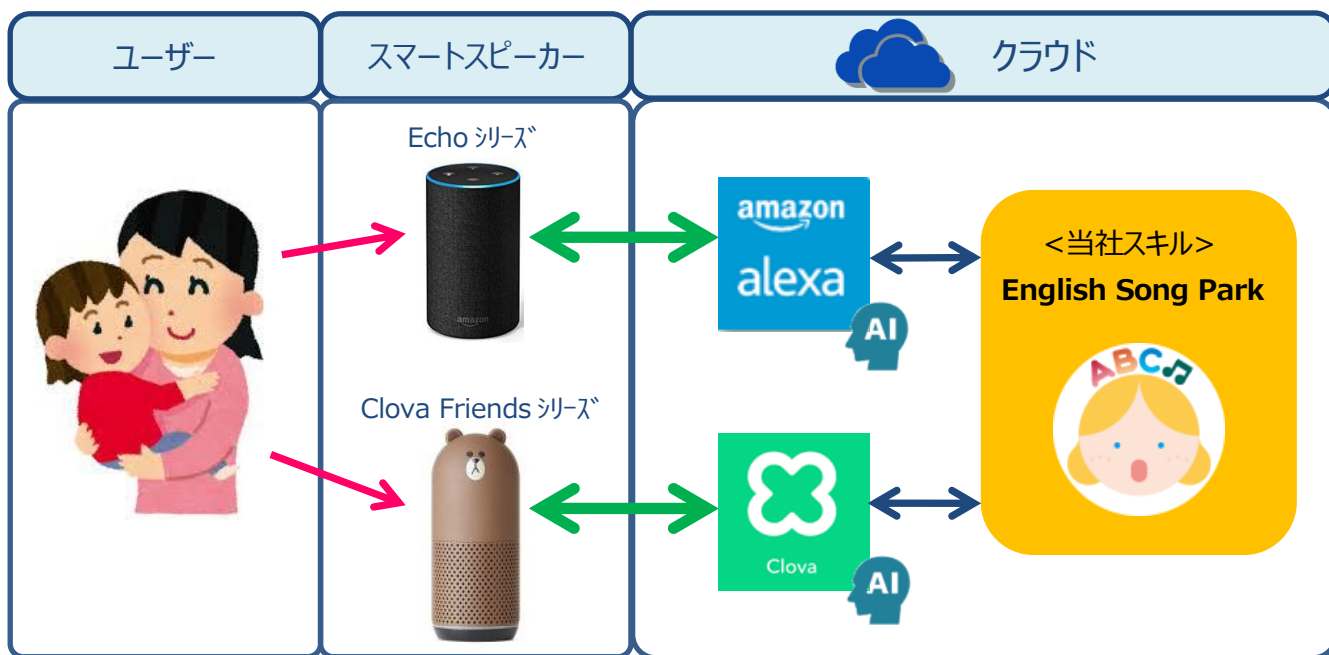 ユーザー
スマートスピーカー
クラウド
Echo ｼﾘｰｽﾞ
amazon
Clova Friends ｼﾘｰｽﾞ
amazon
alexa
AI
Clova
AI
<当社スキル>
English Song Park
ABC